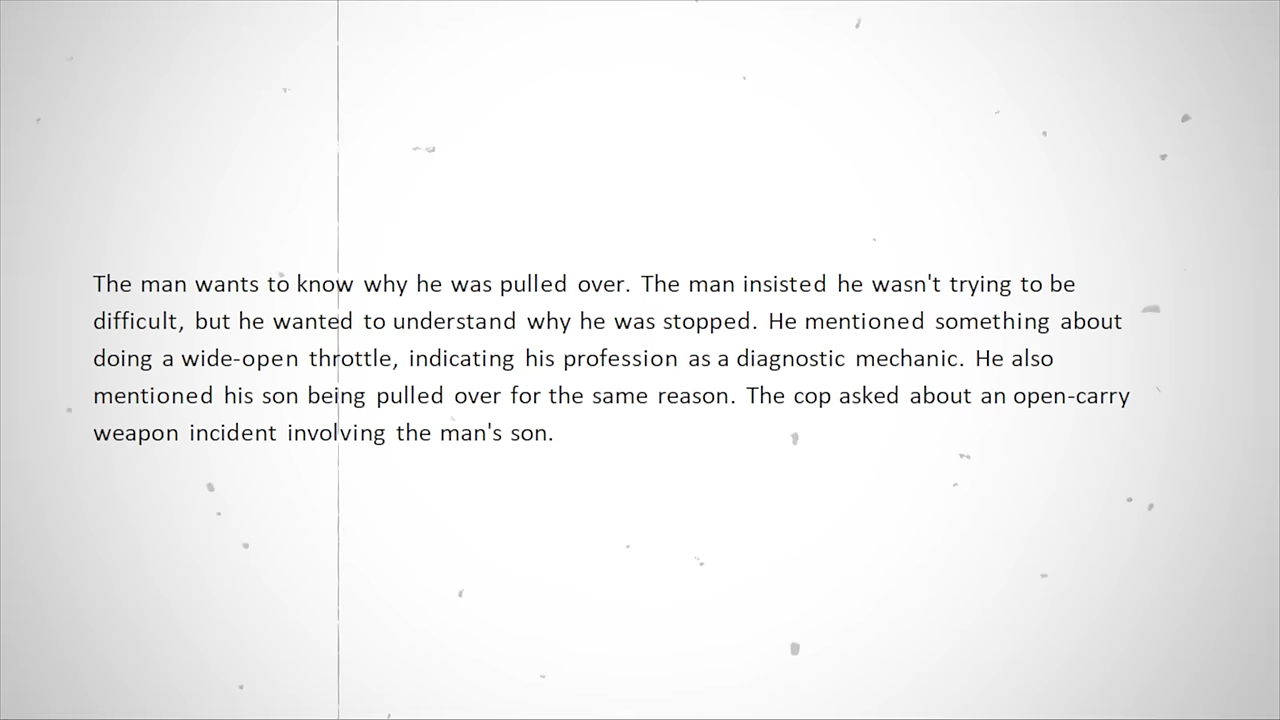 The man wants to know why he was pulled over. The man insisted he wasn't trying to be
difficult, but he wanted to understand why he was stopped. He mentioned something about
doing a wide-open throttle, indicating his profession as a diagnostic mechanic. He also
mentioned his son being pulled over for the same reason. The cop asked about an open-carry
weapon incident involving the man's son.